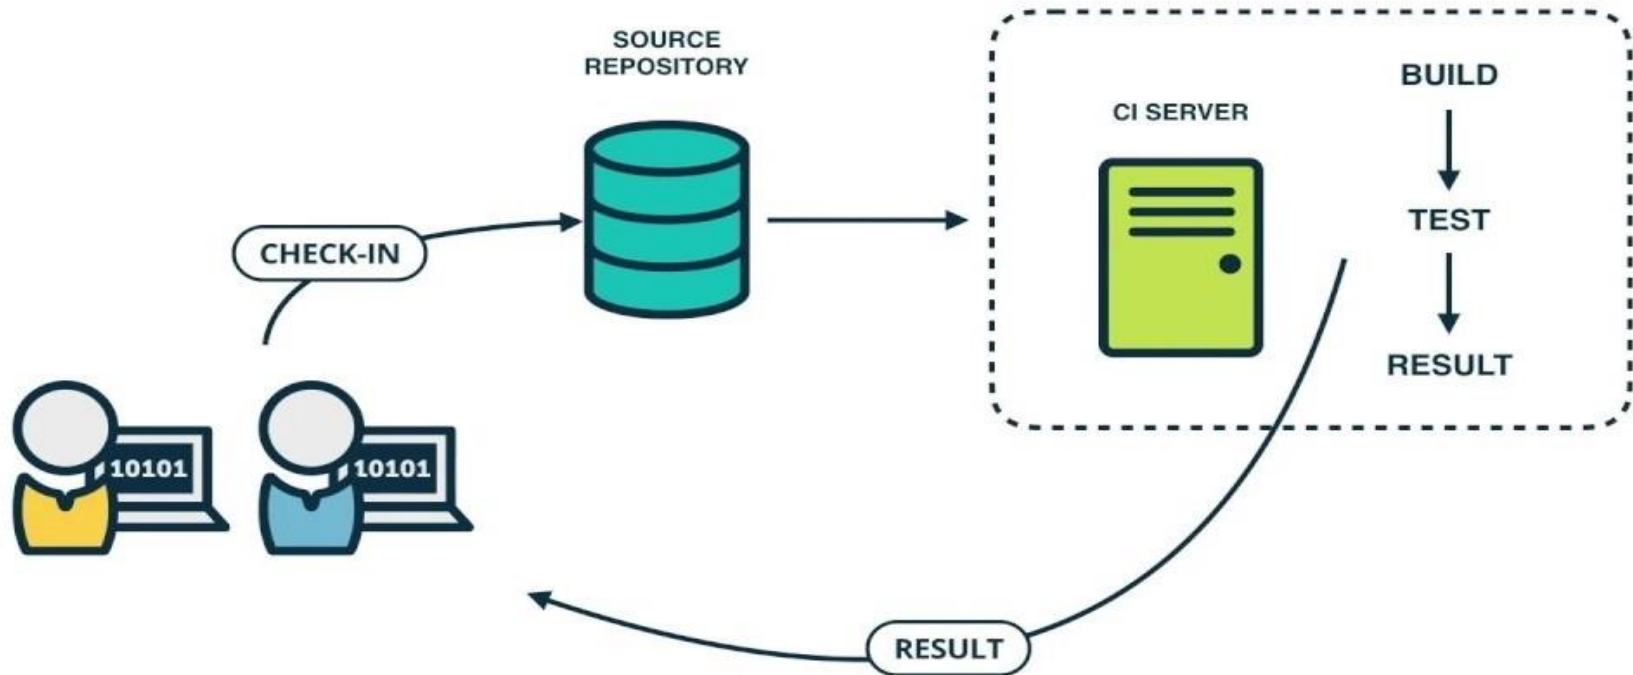 SOURCE
REPOSITORY
BUILD
CI SERVER
TEST
CHECK-IN
RESULT
10101
10101
RESULT